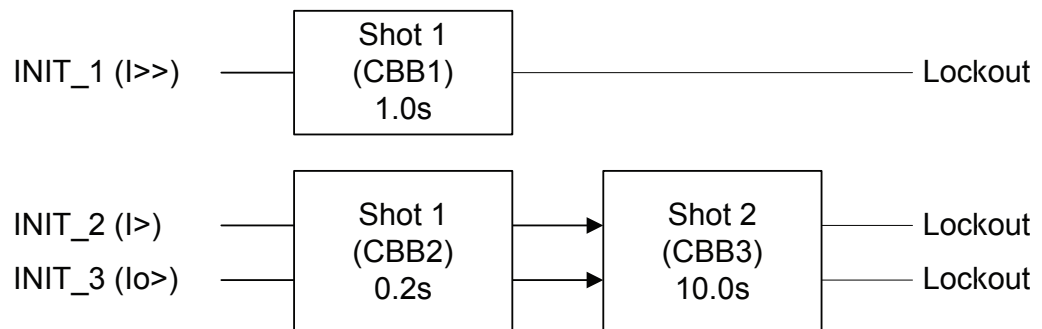 INIT_1 (I>>)
Shot 1
(CBB1)
1.0s
Lockout
INIT_2 (I>)
INIT_3 (Io>)
Shot 1
(CBB2)
0.2s
Shot 2
(CBB3)
10.0s
Lockout
Lockout